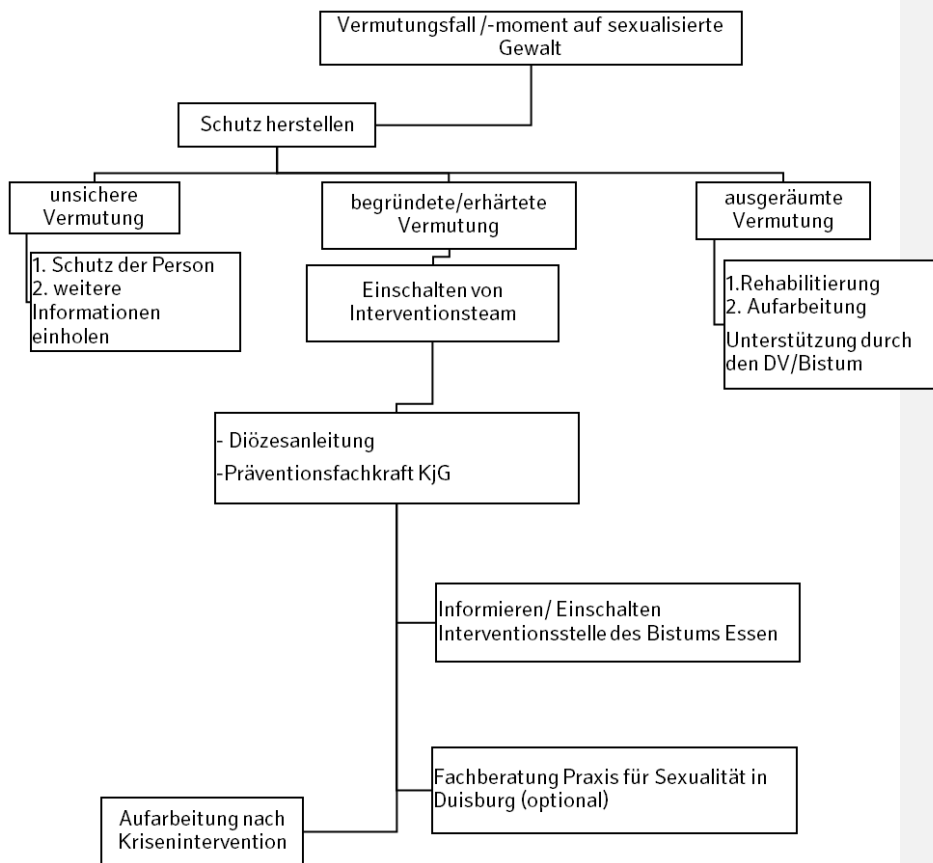 Vermutungsfall /-moment auf sexualisierte
Gewalt
Schutz herstellen
unsichere
Vermutung
1. Schutz der Person
2. weitere
Informationen
einholen
begründete/erhärtete
Vermutung
Einschalten von
Interventionsteam
ausgeräumte
Vermutung
1.Rehabilitierung
2. Aufarbeitung
Unterstützung durch
den DV/Bistum
- Diözesanleitung
-Präventionsfachkraft KjG
Informieren/ Einschalten
Interventionsstelle des Bistums Essen
Fachberatung Praxis für Sexualität in
Duisburg (optional)
Aufarbeitung nach
Krisenintervention